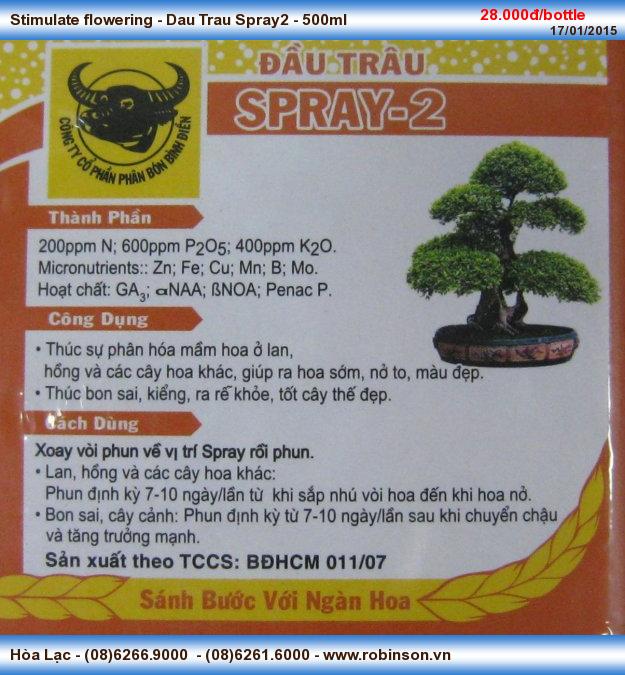 Stimulate flowering - Dau Trau Spray2 - 500ml
28.000đ/bottle
17/01/2015
ĐẦU TRÂU
SPRAY-2
CÔNG TY CỔ PHẦN PHÂN BÓN BÌNH ĐIỀN
Thành Phần
200ppm N; 600ppm P2O5; 400ppm K2O.
Micronutrients:: Zn; Fe; Cu; Mn; B; Mo.
Hoạt chất: GA3; αNAA; ßNOA; Penac P.
Công Dụng
• Thúc sự phân hóa mầm hoa ở lan,
hồng và các cây hoa khác, giúp ra hoa sớm, nở to, màu đẹp.
• Thúc bon sai, kiểng, ra rễ khỏe, tốt cây thế đẹp.
Cách Dùng
Xoay vòi phun về vị trí Spray rồi phun.
• Lan, hồng và các cây hoa khác:
Phun định kỳ 7-10 ngày/lần từ khi sắp nhú vòi hoa đến khi hoa nở.
• Bon sai, cây cảnh: Phun định kỳ từ 7-10 ngày/lần sau khi chuyển chậu
và tăng trưởng mạnh.
Sản xuất theo TCCS: BĐHCM 011/07
Sánh Bước Với Ngàn Hoa
Hòa Lạc - (08)6266.9000 - (08)6261.6000 - www.robinson.vn